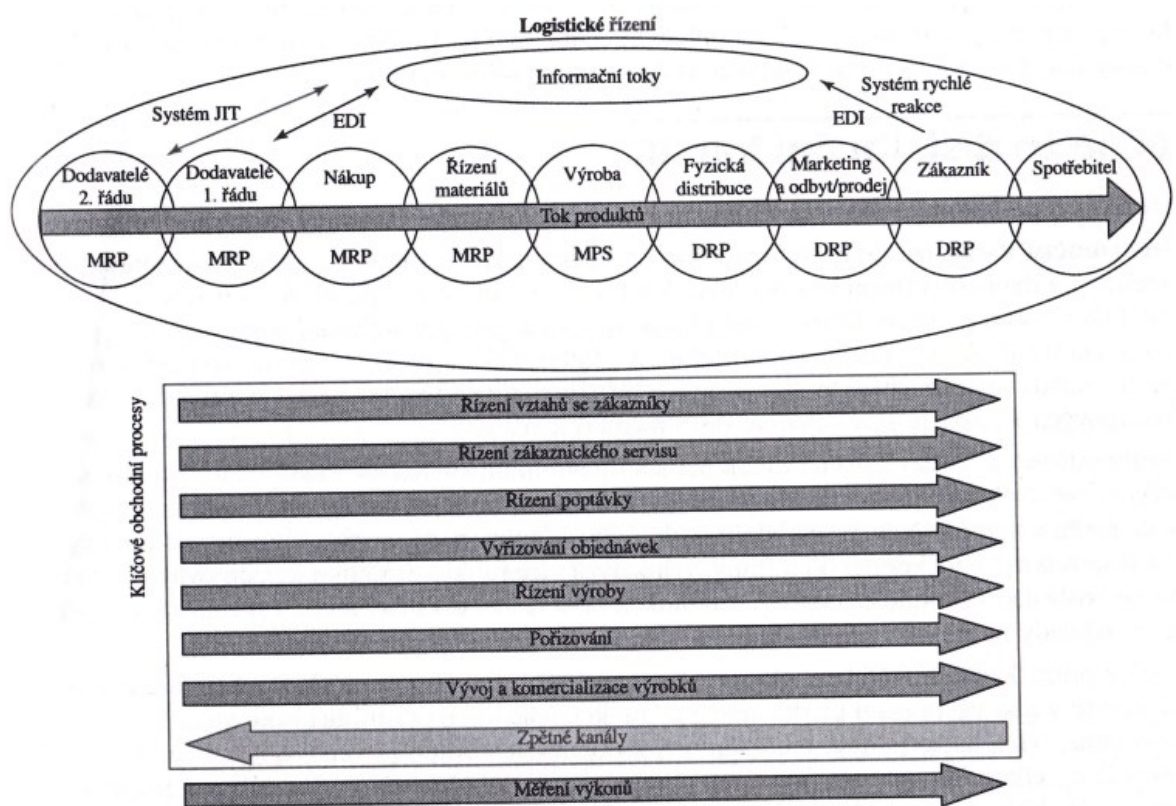 Logistické řízení
Informační toky
Systém JIT
EDI
EDI
Systém rychlé
reakce
Dodavatelé
2. řádu
Dodavatelé
1. řádu
Nákup
Řízení
materiálů
Výroba
Fyzická
distribuce
Marketing
a odbyt/prodej
Zákazník
Spotřebitel
Tok produktů
MRP
MRP
MRP
MRP
MPS
DRP
DRP
DRP
Klíčové obchodní procesy
Řízení vztahů se zákazníky
Řízení zákaznického servisu
Řízení poptávky
Vyřizování objednávek
Řízení výroby
Pořizování
Vývoj a komercializace výrobků
Zpětné kanály
Měření výkonů